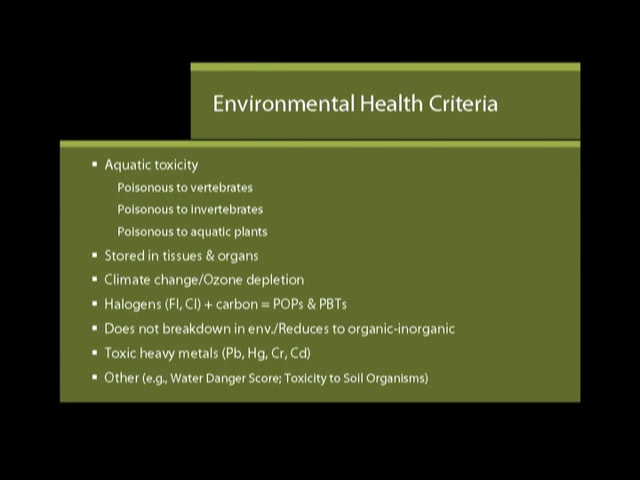 Environmental Health Criteria
▪ Aquatic toxicity
Poisonous to vertebrates
Poisonous to invertebrates
Poisonous to aquatic plants
▪ Stored in tissues & organs
▪ Climate change/Ozone depletion
▪ Halogens (Fl, Cl) + carbon = POPs & PBTs
▪ Does not breakdown in env./Reduces to organic-inorganic
▪ Toxic heavy metals (Pb, Hg, Cr, Cd)
▪ Other (e.g., Water Danger Score; Toxicity to Soil Organisms)